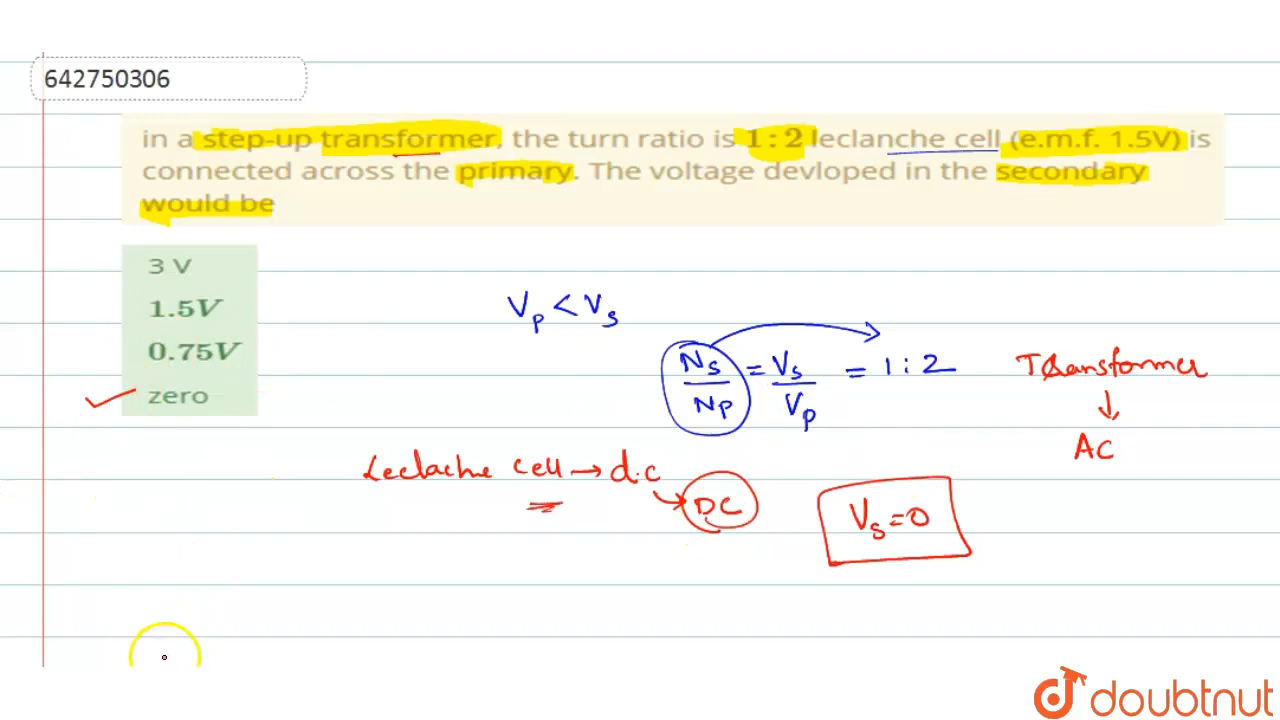 642750306
in a step-up transformer, the turn ratio is 1 : 2 leclanche cell (e.m.f. 1.5V) is
connected across the primary. The voltage devloped in the secondary
would be
3 V
1.5V
0.75V
zero
Vp < Vs
Ns/Np = Vs/Vp = 1 : 2
Transformer
↓
AC
Leclache cell → d.c
→ DC
Vs = 0
doubtnut